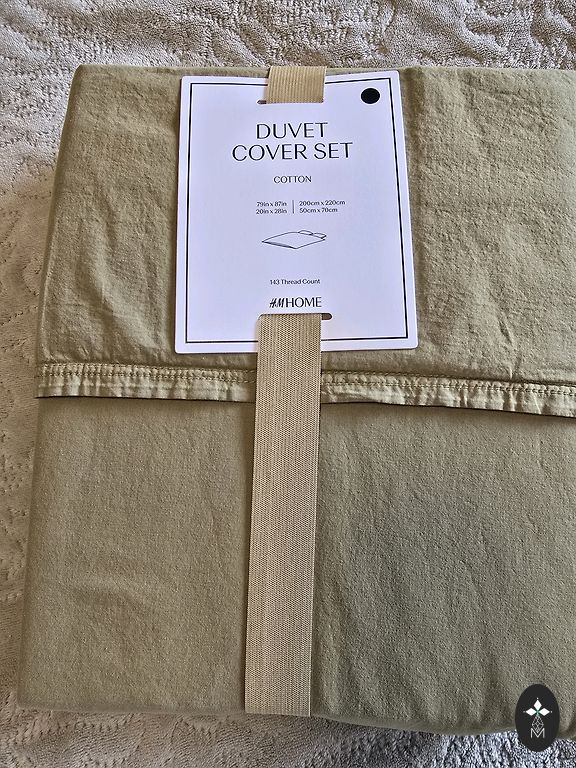 DUVET
COVER SET
COTTON
79in x 87in | 200cm x 220cm
20in x 28in | 50cm x 70cm
143 Thread Count
H&M HOME
M